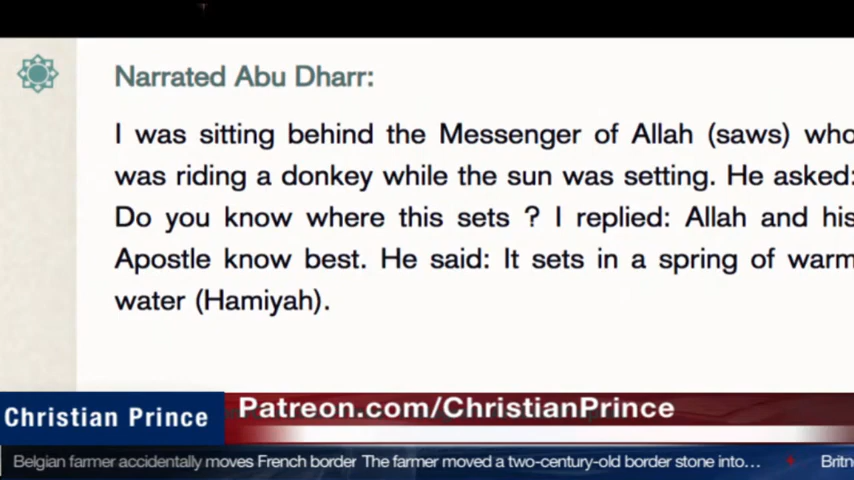 Narrated Abu Dharr:
I was sitting behind the Messenger of Allah (saws) who
was riding a donkey while the sun was setting. He asked:
Do you know where this sets ? I replied: Allah and his
Apostle know best. He said: It sets in a spring of warm
water (Hamiyah).
Christian Prince
Patreon.com/ChristianPrince
Belgian farmer accidentally moves French border The farmer moved a two-century-old border stone into… Britn